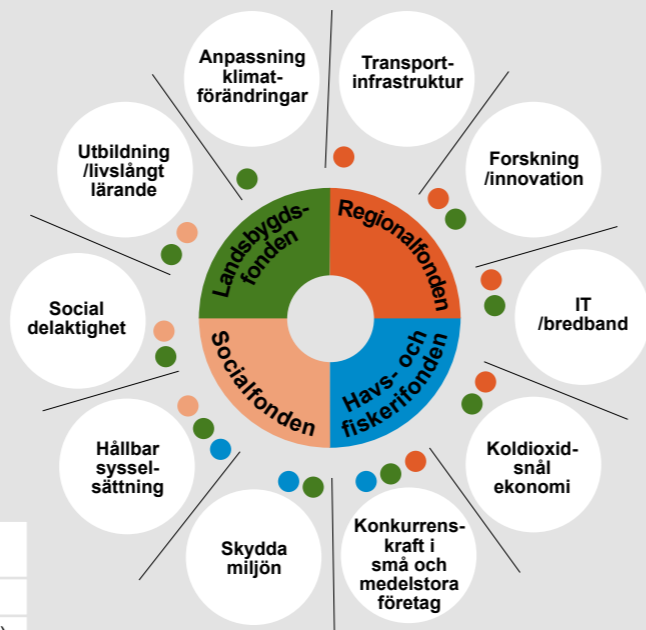 Anpassning
klimat-
förändringar
Transport-
infrastruktur
Utbildning
/livslångt
lärande
Forskning
/innovation
Landsbygds-
fonden
Regionalfonden
Social
delaktighet
IT
/bredband
Socialfonden
Havs- och
fiskerifonden
Hållbar
syssel-
sättning
Koldioxid-
snål
ekonomi
Skydda
miljön
Konkurrens-
kraft i
små och
medelstora
företag
)